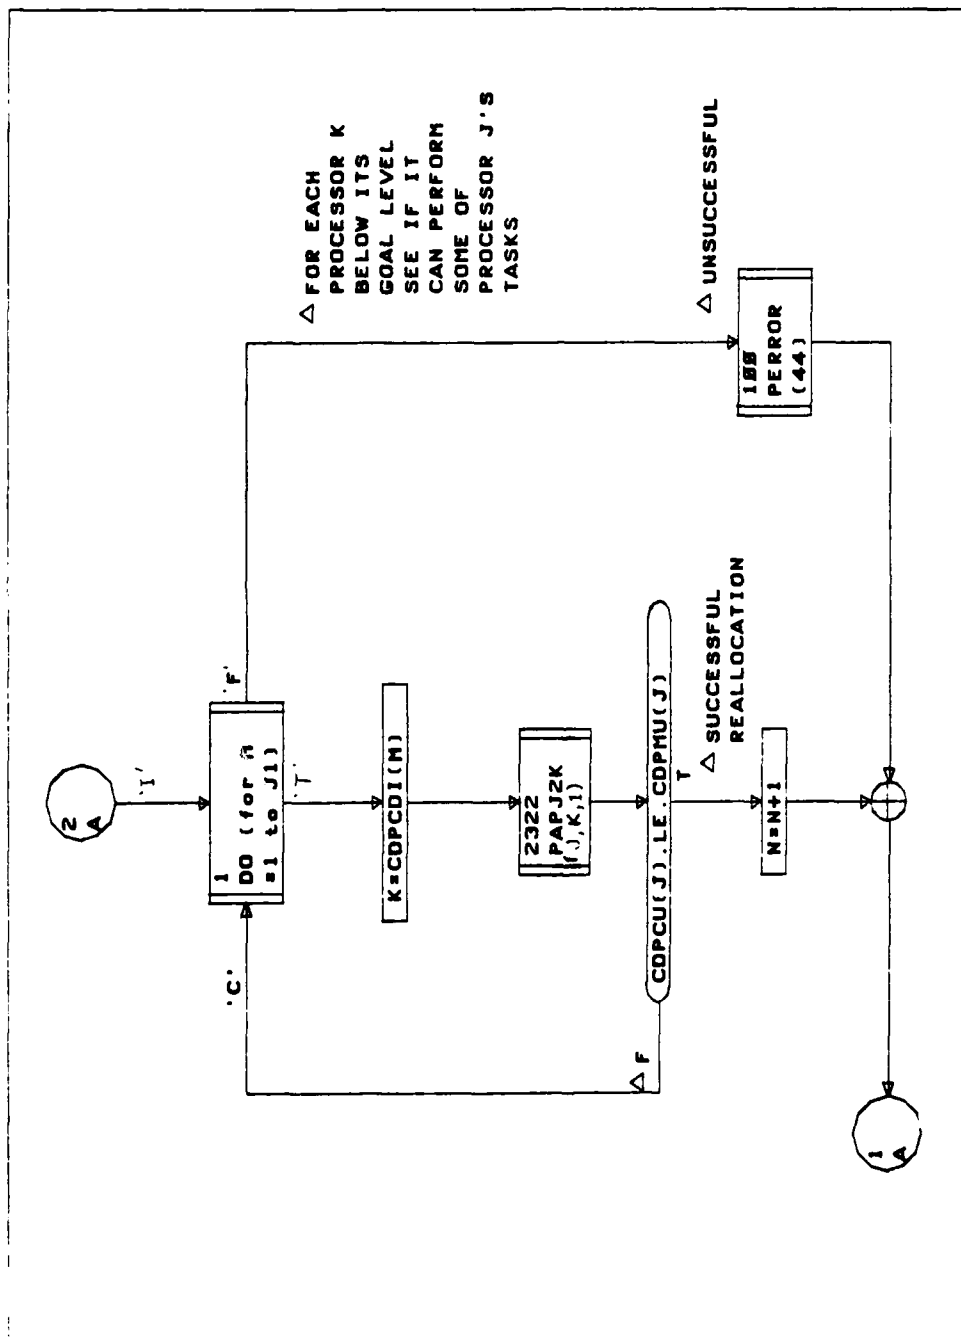 2
A
'I'
'C'
1
DO (for M
=1 to J1)
'F'
'T'
△ FOR EACH
PROCESSOR K
BELOW ITS
GOAL LEVEL
SEE IF IT
CAN PERFORM
SOME OF
PROCESSOR J'S
TASKS
K=CDPCDI(M)
2322
PAPJ2K
(J,K,1)
△ F
CDPCU(J).LE.CDPMU(J)
T
△ SUCCESSFUL
REALLOCATION
△ UNSUCCESSFUL
100
PERROR
(44)
N=N+1
1
A